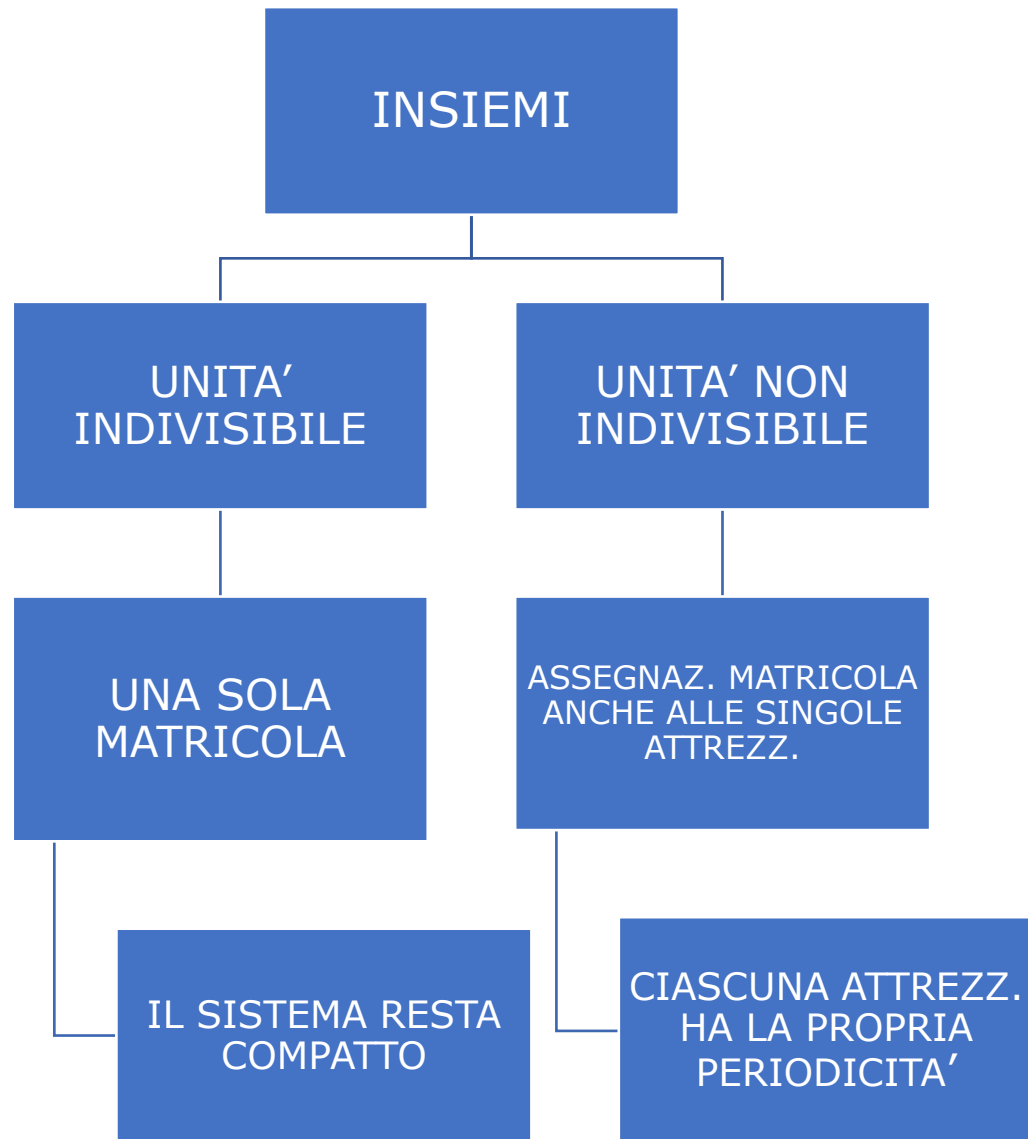 INSIEMI
UNITA’
INDIVISIBILE
UNITA’ NON
INDIVISIBILE
UNA SOLA
MATRICOLA
ASSEGNAZ. MATRICOLA
ANCHE ALLE SINGOLE
ATTREZZ.
IL SISTEMA RESTA
COMPATTO
CIASCUNA ATTREZZ.
HA LA PROPRIA
PERIODICITA’